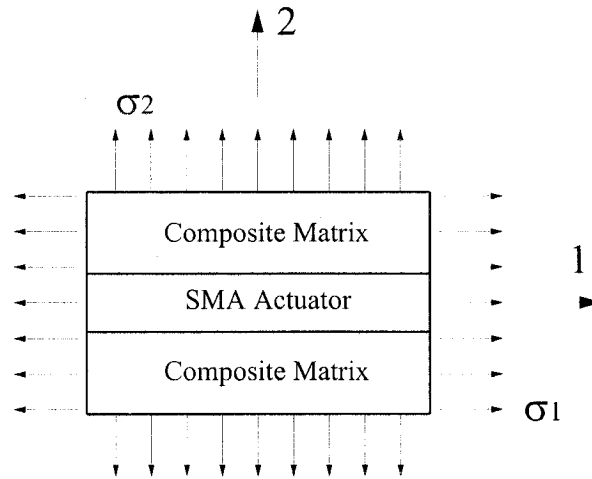 2
σ2
Composite Matrix
1
SMA Actuator
Composite Matrix
σ1